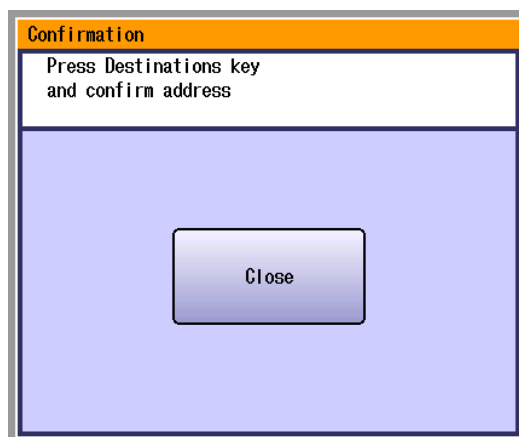 Confirmation
Press Destinations key
and confirm address
Close